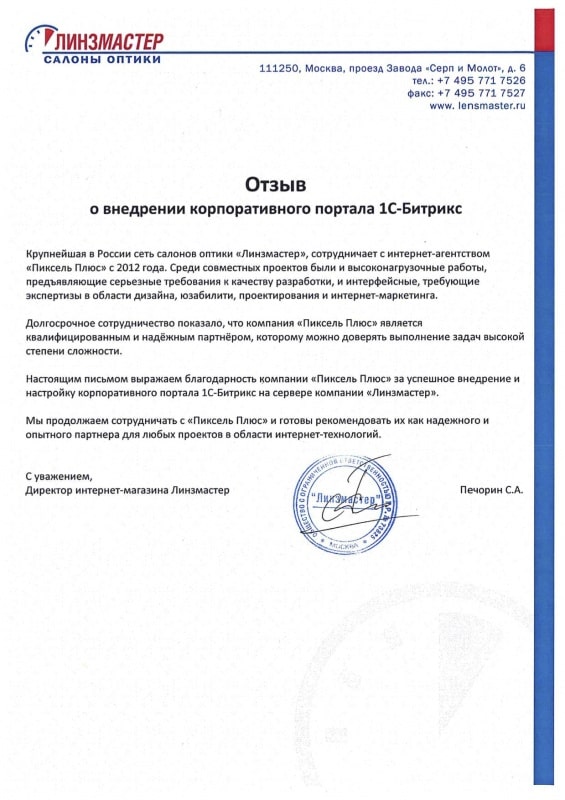 ЛИНЗМАСТЕР
САЛОНЫ ОПТИКИ
111250, Москва, проезд Завода «Серп и Молот», д. 6
тел.: +7 495 771 7526
факс: +7 495 771 7527
www. lensmaster.ru
Отзыв
о внедрении корпоративного портала 1С-Битрикс
Крупнейшая в России сеть салонов оптики «Линзмастер», сотрудничает с интернет-агентством
«Пиксель Плюс» с 2012 года. Среди совместных проектов были и высоконагрузочные работы,
предъявляющие серьезные требования к качеству разработки, и интерфейсные, требующие
экспертизы в области дизайна, юзабилити, проектирования и интернет-маркетинга.
Долгосрочное сотрудничество показало, что компания «Пиксель Плюс» является
квалифицированным и надёжным партнёром, которому можно доверять выполнение задач высокой
степени сложности.
Настоящим письмом выражаем благодарность компании «Пиксель Плюс» за успешное внедрение и
настройку корпоративного портала 1С-Битрикс на сервере компании «Линзмастер».
Мы продолжаем сотрудничать с «Пиксель Плюс» и готовы рекомендовать их как надежного и
опытного партнера для любых проектов в области интернет-технологий.
С уважением,
Директор интернет-магазина Линзмастер
Печорин С.А.
ОБЩЕСТВО С ОГРАНИЧЕННОЙ ОТВЕТСТВЕННОСТЬЮ
"Линзмастер"
МОСКВА